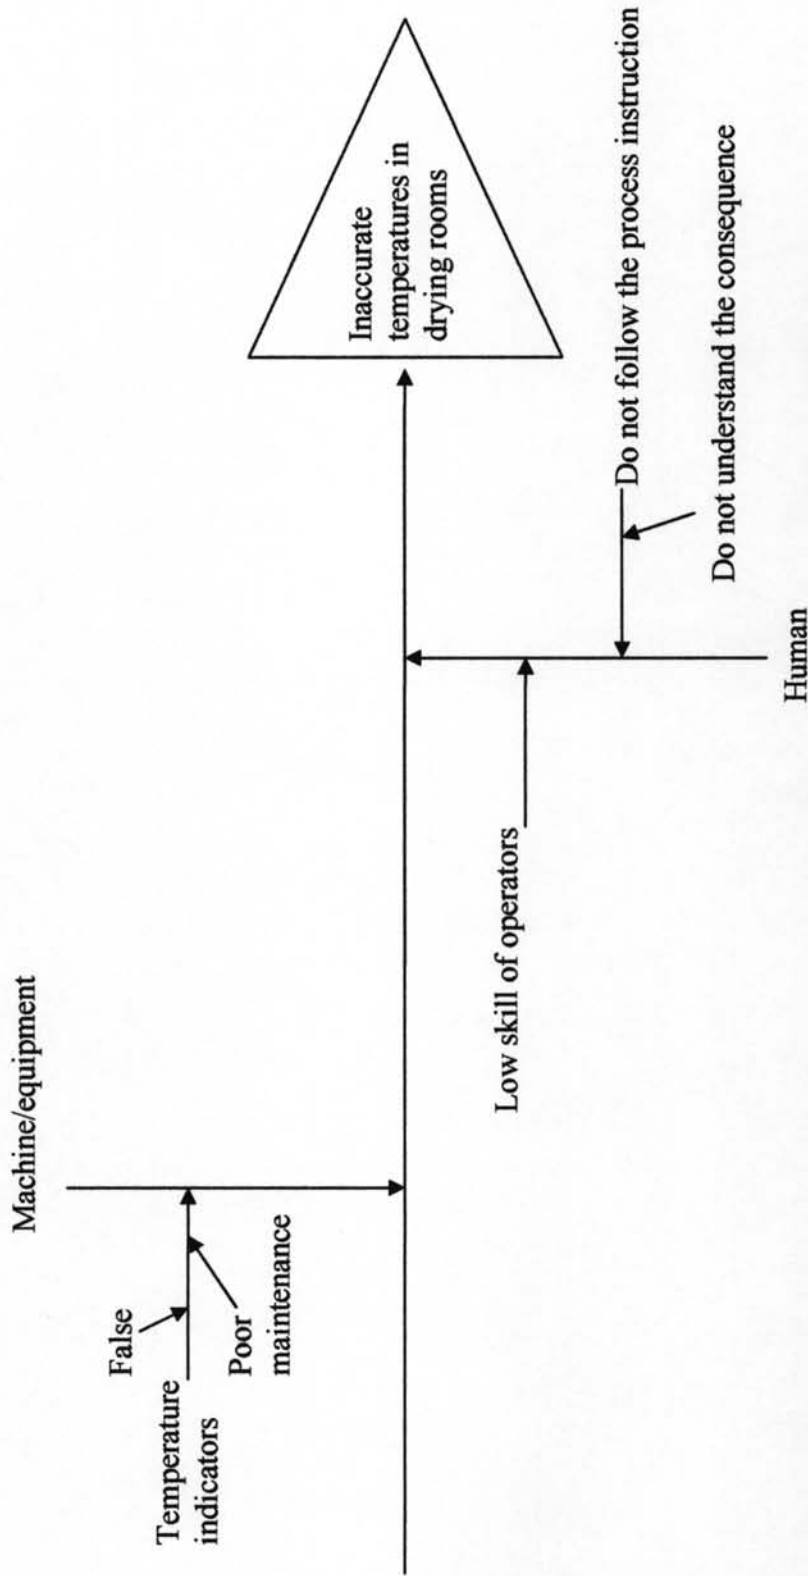 Machine/equipment
False
Temperature
indicators
Poor
maintenance
Inaccurate
temperatures in
drying rooms
Low skill of operators
Do not follow the process instruction
Do not understand the consequence
Human